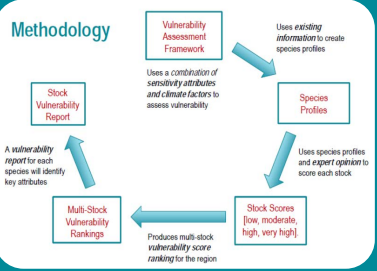 Methodology
Vulnerability
Assessment
Framework
Uses existing
information to create
species profiles
Uses a combination of
sensitivity attributes
and climate factors to
assess vulnerability
Species
Profiles
Uses species profiles
and expert opinion to
score each stock
Stock Scores
[low, moderate,
high, very high].
Produces multi-stock
vulnerability score
ranking for the region
Multi-Stock
Vulnerability
Rankings
A vulnerability
report for each
species will identify
key attributes
Stock
Vulnerability
Report